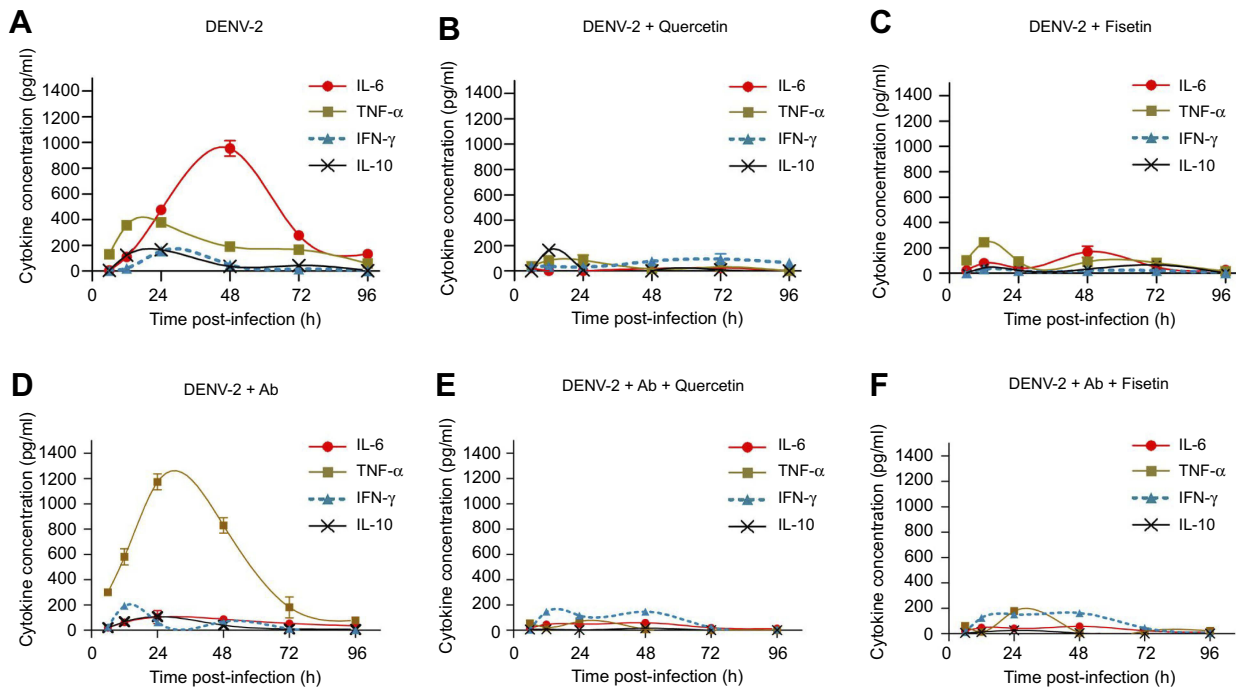 A
DENV-2
Cytokine concentration (pg/ml)
1400
1200
1000
800
600
400
200
0
0 24 48 72 96
Time post-infection (h)
IL-6
TNF-α
IFN-γ
IL-10
B
DENV-2 + Quercetin
Cytokine concentration (pg/ml)
1400
1200
1000
800
600
400
200
0
0 24 48 72 96
Time post-infection (h)
IL-6
TNF-α
IFN-γ
IL-10
C
DENV-2 + Fisetin
Cytokine concentration (pg/ml)
1400
1200
1000
800
600
400
200
0
0 24 48 72 96
Time post-infection (h)
IL-6
TNF-α
IFN-γ
IL-10
D
DENV-2 + Ab
Cytokine concentration (pg/ml)
1400
1200
1000
800
600
400
200
0
0 24 48 72 96
Time post-infection (h)
IL-6
TNF-α
IFN-γ
IL-10
E
DENV-2 + Ab + Quercetin
Cytokine concentration (pg/ml)
1400
1200
1000
800
600
400
200
0
0 24 48 72 96
Time post-infection (h)
IL-6
TNF-α
IFN-γ
IL-10
F
DENV-2 + Ab + Fisetin
Cytokine concentration (pg/ml)
1400
1200
1000
800
600
400
200
0
0 24 48 72 96
Time post-infection (h)
IL-6
TNF-α
IFN-γ
IL-10